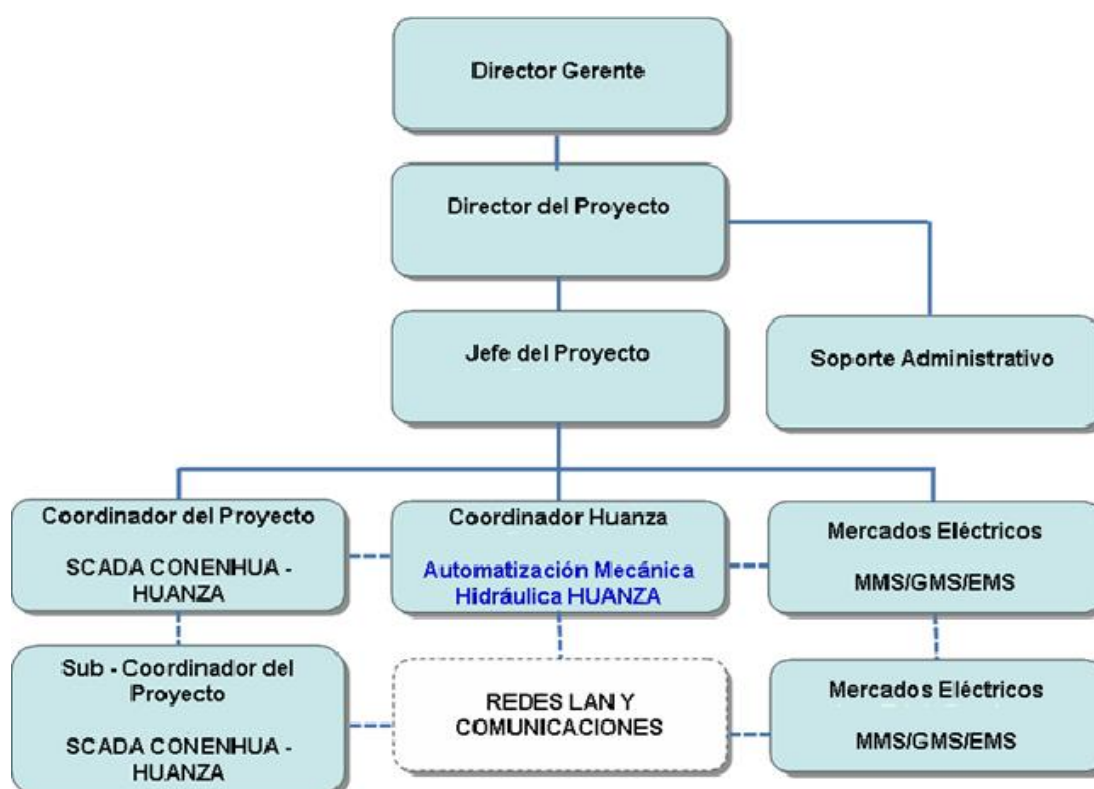 Director Gerente
Director del Proyecto
Jefe del Proyecto
Soporte Administrativo
Coordinador del Proyecto
SCADA CONENHUA -
HUANZA
Coordinador Huanza
Automatización Mecánica
Hidráulica HUANZA
Mercados Eléctricos
MMS/GMS/EMS
Sub - Coordinador del
Proyecto
SCADA CONENHUA -
HUANZA
REDES LAN Y
COMUNICACIONES
Mercados Eléctricos
MMS/GMS/EMS